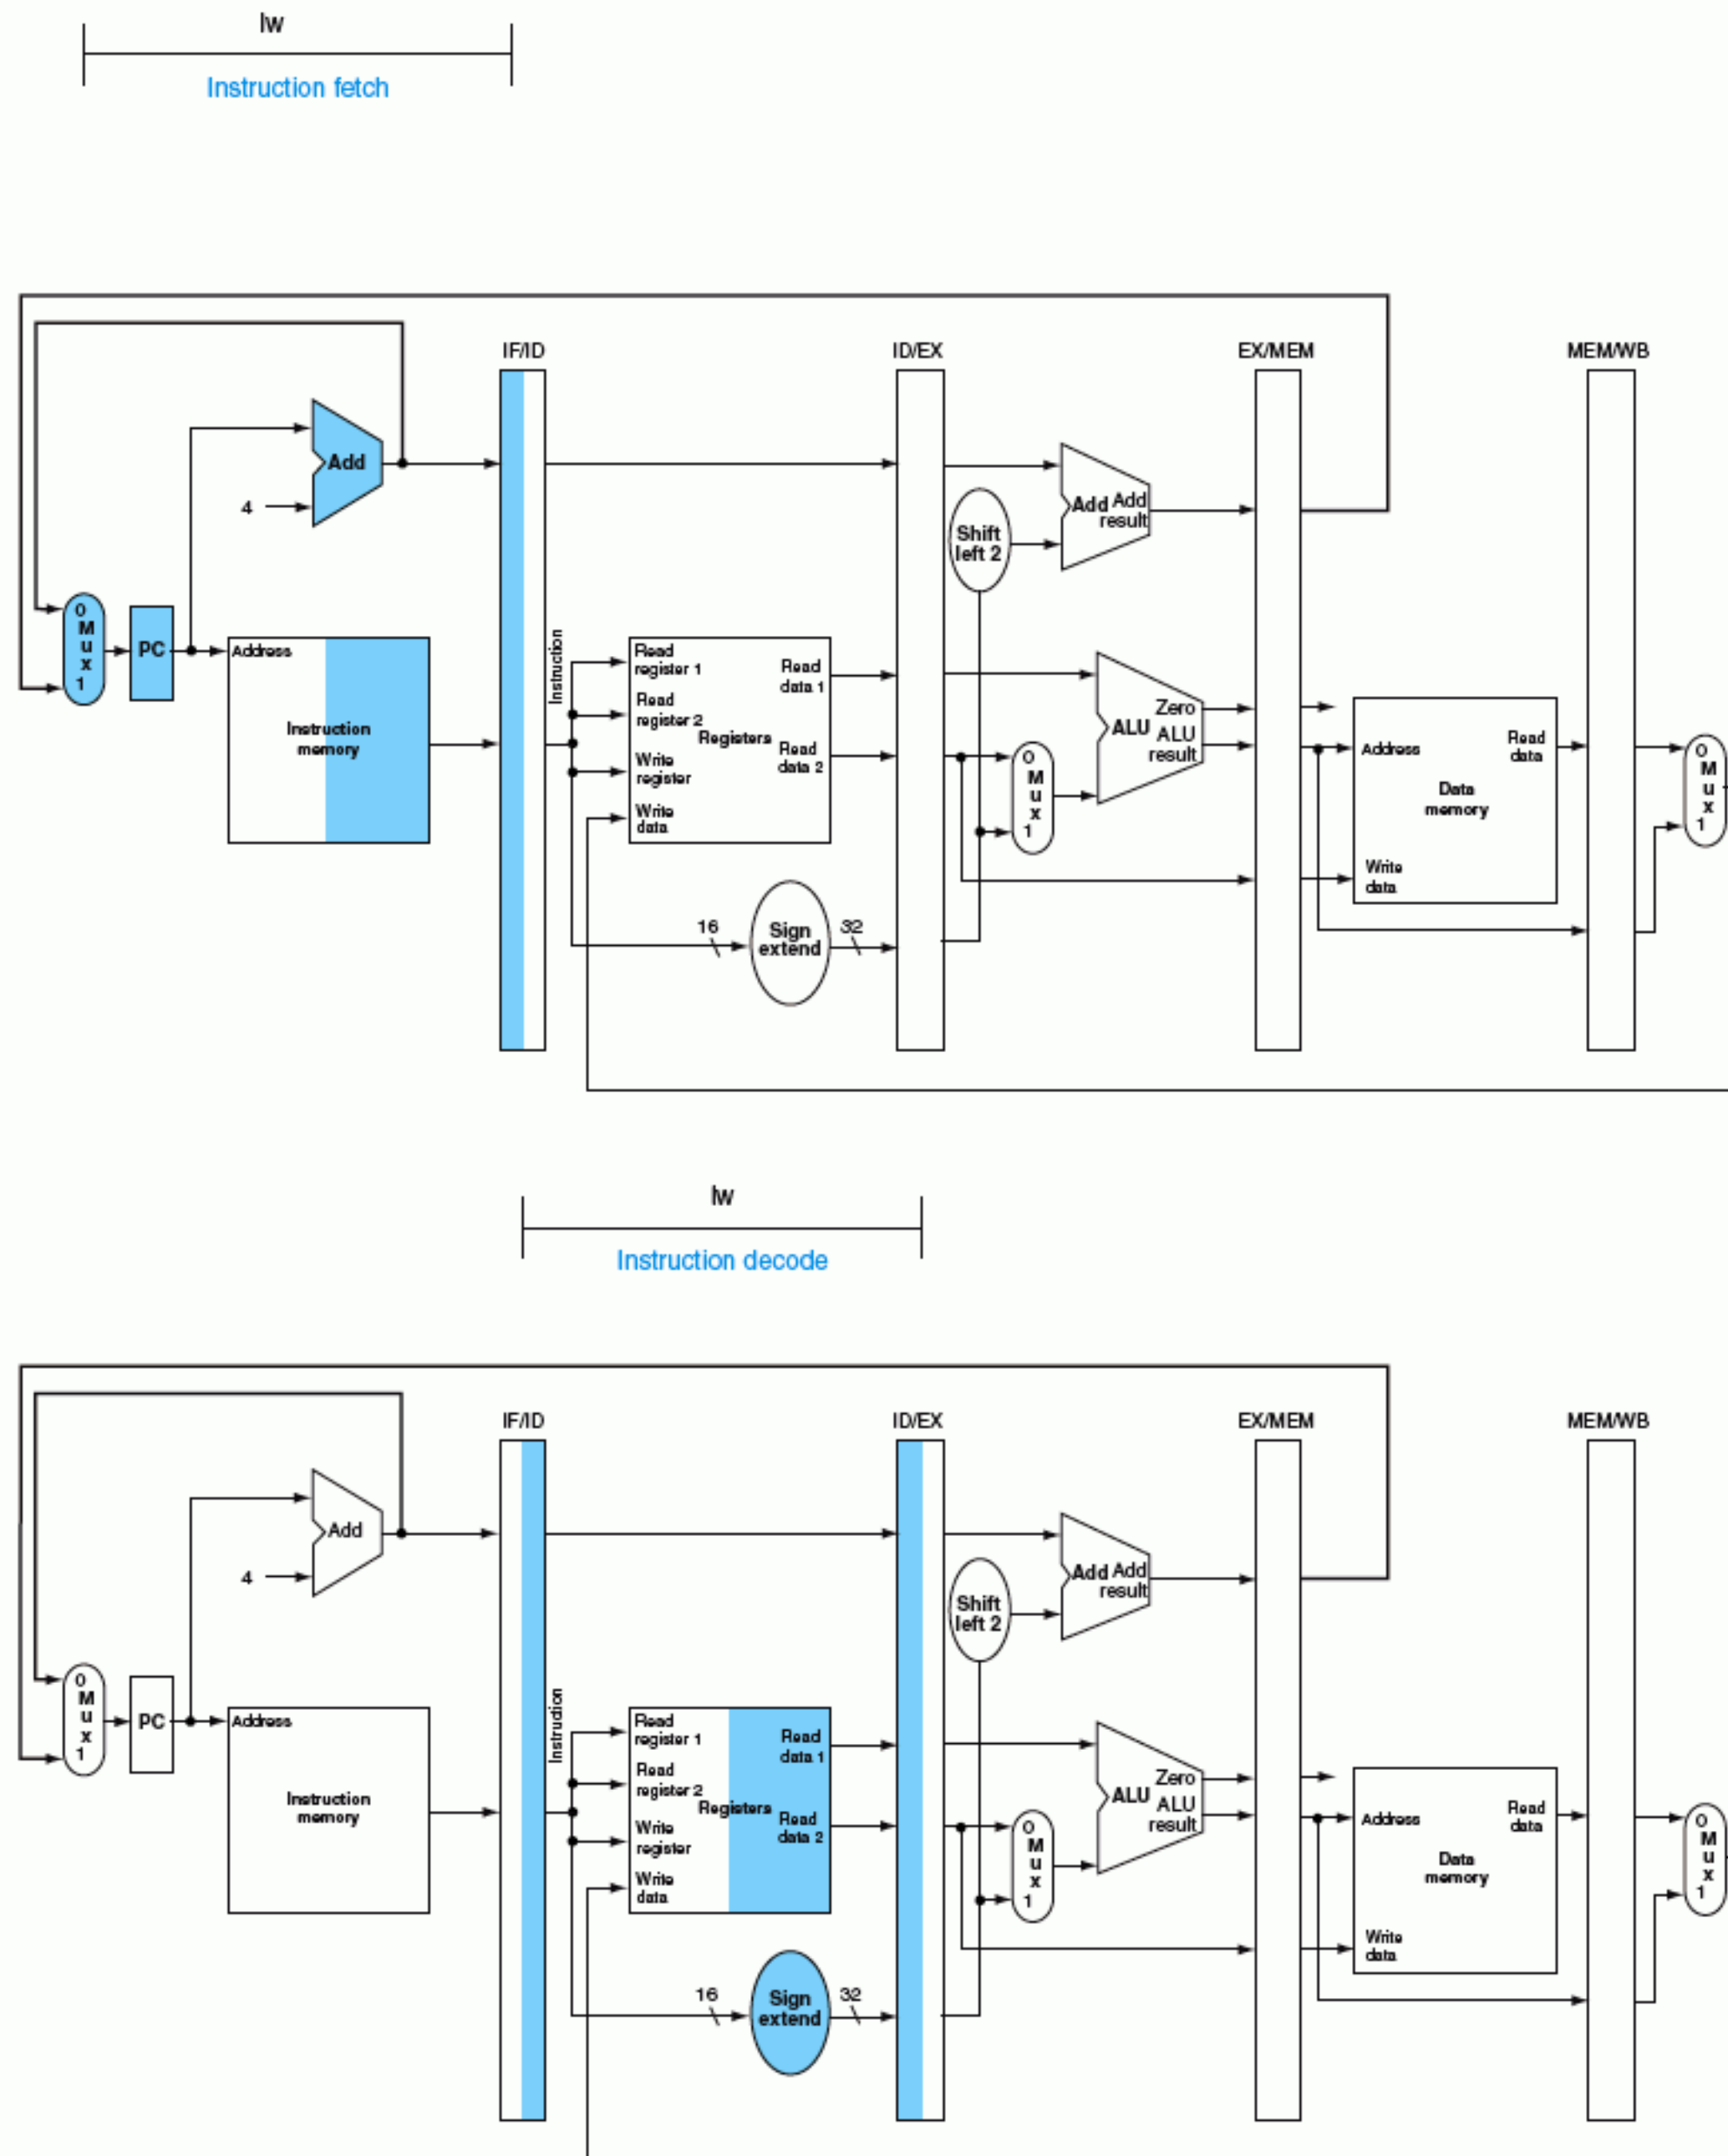 lw
Instruction fetch
IF/ID
ID/EX
EX/MEM
MEM/WB
Add
4
Shift
left 2
Add Add
result
0
M
u
x
1
PC
Address
Instruction
memory
Instruction
Read
register 1
Read
register 2
Write
register
Write
data
Registers
Read
data 1
Read
data 2
0
M
u
x
1
Zero
ALU
ALU
result
Address
Read
data
Data
memory
Write
data
0
M
u
x
1
16
Sign
extend
32
lw
Instruction decode
IF/ID
ID/EX
EX/MEM
MEM/WB
Add
4
Shift
left 2
Add Add
result
0
M
u
x
1
PC
Address
Instruction
memory
Instruction
Read
register 1
Read
register 2
Write
register
Write
data
Registers
Read
data 1
Read
data 2
0
M
u
x
1
Zero
ALU
ALU
result
Address
Read
data
Data
memory
Write
data
0
M
u
x
1
16
Sign
extend
32